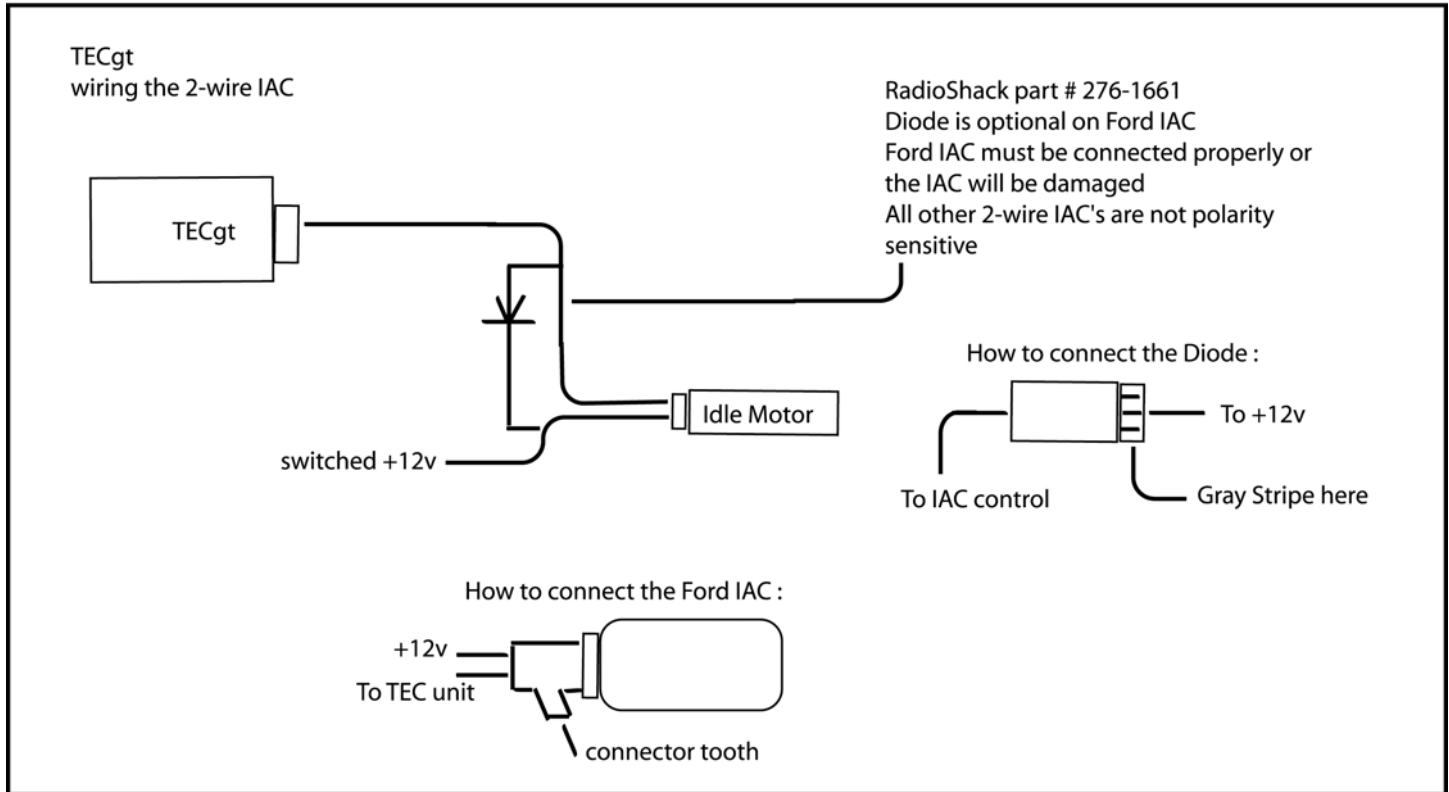 TECgt
wiring the 2-wire IAC
RadioShack part # 276-1661
Diode is optional on Ford IAC
Ford IAC must be connected properly or
the IAC will be damaged
All other 2-wire IAC's are not polarity
sensitive
TECgt
How to connect the Diode :
Idle Motor
To +12v
switched +12v
To IAC control
Gray Stripe here
How to connect the Ford IAC :
+12v
To TEC unit
connector tooth